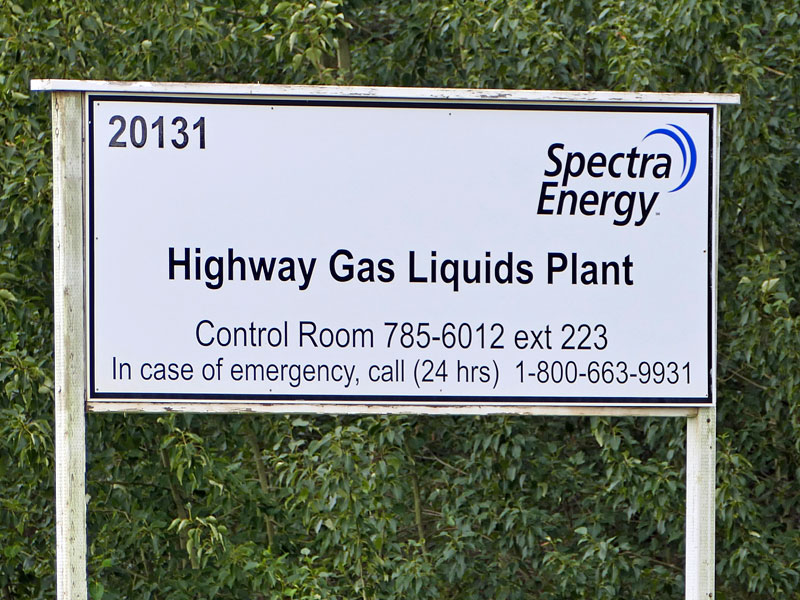 20131
Spectra
Energy
Highway Gas Liquids Plant
Control Room 785-6012 ext 223
In case of emergency, call (24 hrs) 1-800-663-9931